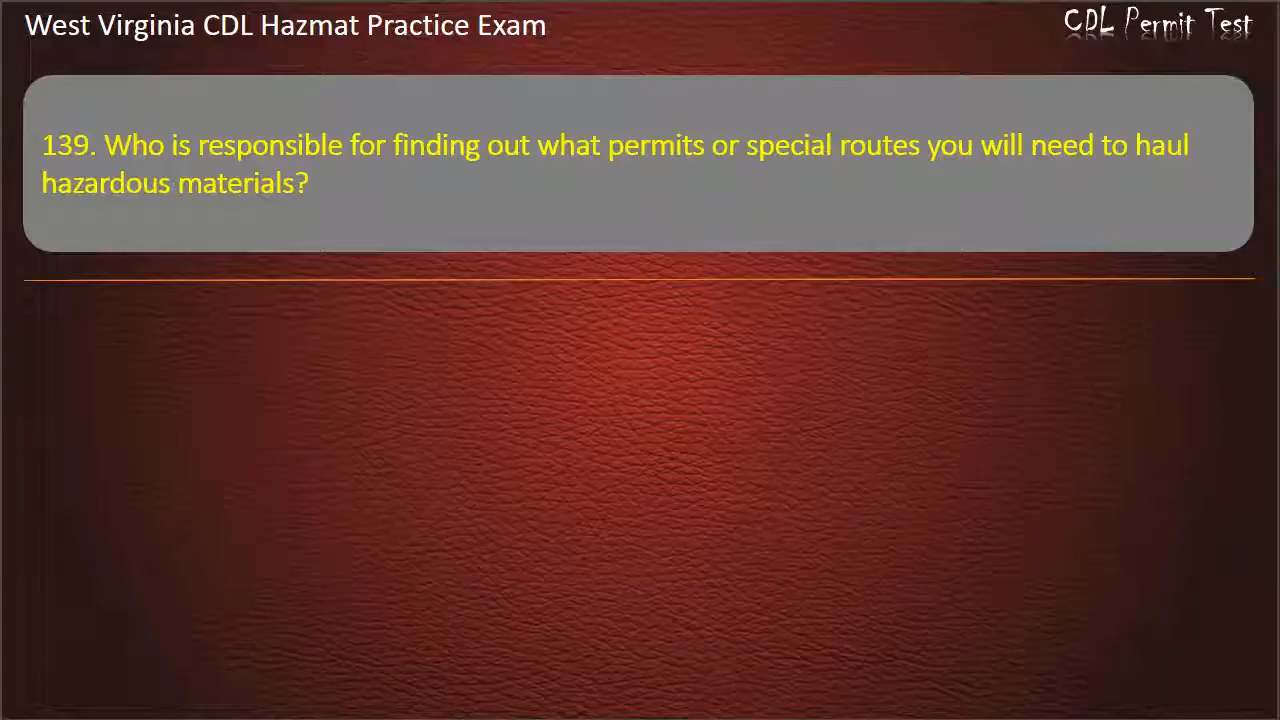 West Virginia CDL Hazmat Practice Exam
CDL Permit Test
139. Who is responsible for finding out what permits or special routes you will need to haul
hazardous materials?